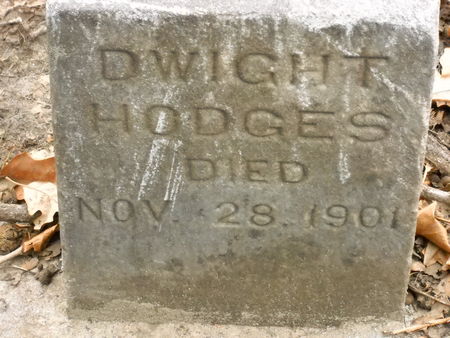 DWIGHT
HODGES
DIED
NOV. 28. 1901